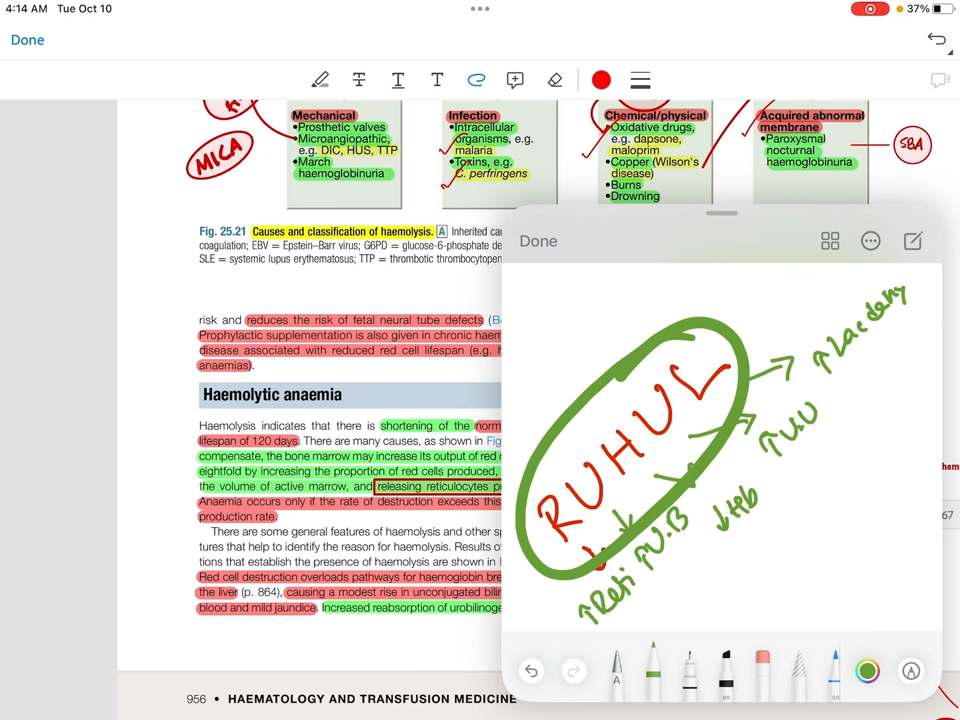 4:14 AM Tue Oct 10
37%
Done
Mechanical
•Prosthetic valves
•Microangiopathic,
e.g. DIC, HUS, TTP
•March
haemoglobinuria
Infection
•Intracellular
organisms, e.g.
malaria
•Toxins, e.g.
C. perfringens
Chemical/physical
•Oxidative drugs,
e.g. dapsone,
maloprim
•Copper (Wilson's
disease)
•Burns
•Drowning
Acquired abnormal
membrane
•Paroxysmal
nocturnal
haemoglobinuria
MICA
SBA
Fig. 25.21 Causes and classification of haemolysis. A Inherited cau
coagulation; EBV = Epstein–Barr virus; G6PD = glucose-6-phosphate de
SLE = systemic lupus erythematosus; TTP = thrombotic thrombocytopen
risk and reduces the risk of fetal neural tube defects (B
Prophylactic supplementation is also given in chronic haem
disease associated with reduced red cell lifespan (e.g. h
anaemias).
Haemolytic anaemia
Haemolysis indicates that there is shortening of the norm
lifespan of 120 days. There are many causes, as shown in Fig
compensate, the bone marrow may increase its output of red c
eightfold by increasing the proportion of red cells produced,
the volume of active marrow, and releasing reticulocytes p
Anaemia occurs only if the rate of destruction exceeds this
production rate.
There are some general features of haemolysis and other sp
tures that help to identify the reason for haemolysis. Results o
tions that establish the presence of haemolysis are shown in
Red cell destruction overloads pathways for haemoglobin bre
the liver (p. 864), causing a modest rise in unconjugated bilir
blood and mild jaundice. Increased reabsorption of urobilinoge
956 • HAEMATOLOGY AND TRANSFUSION MEDICINE
Done
RUHUL
↑Lac deny
↑U.U
↓Hb
↑U.B
↑Reti
hem
67
A
80
50